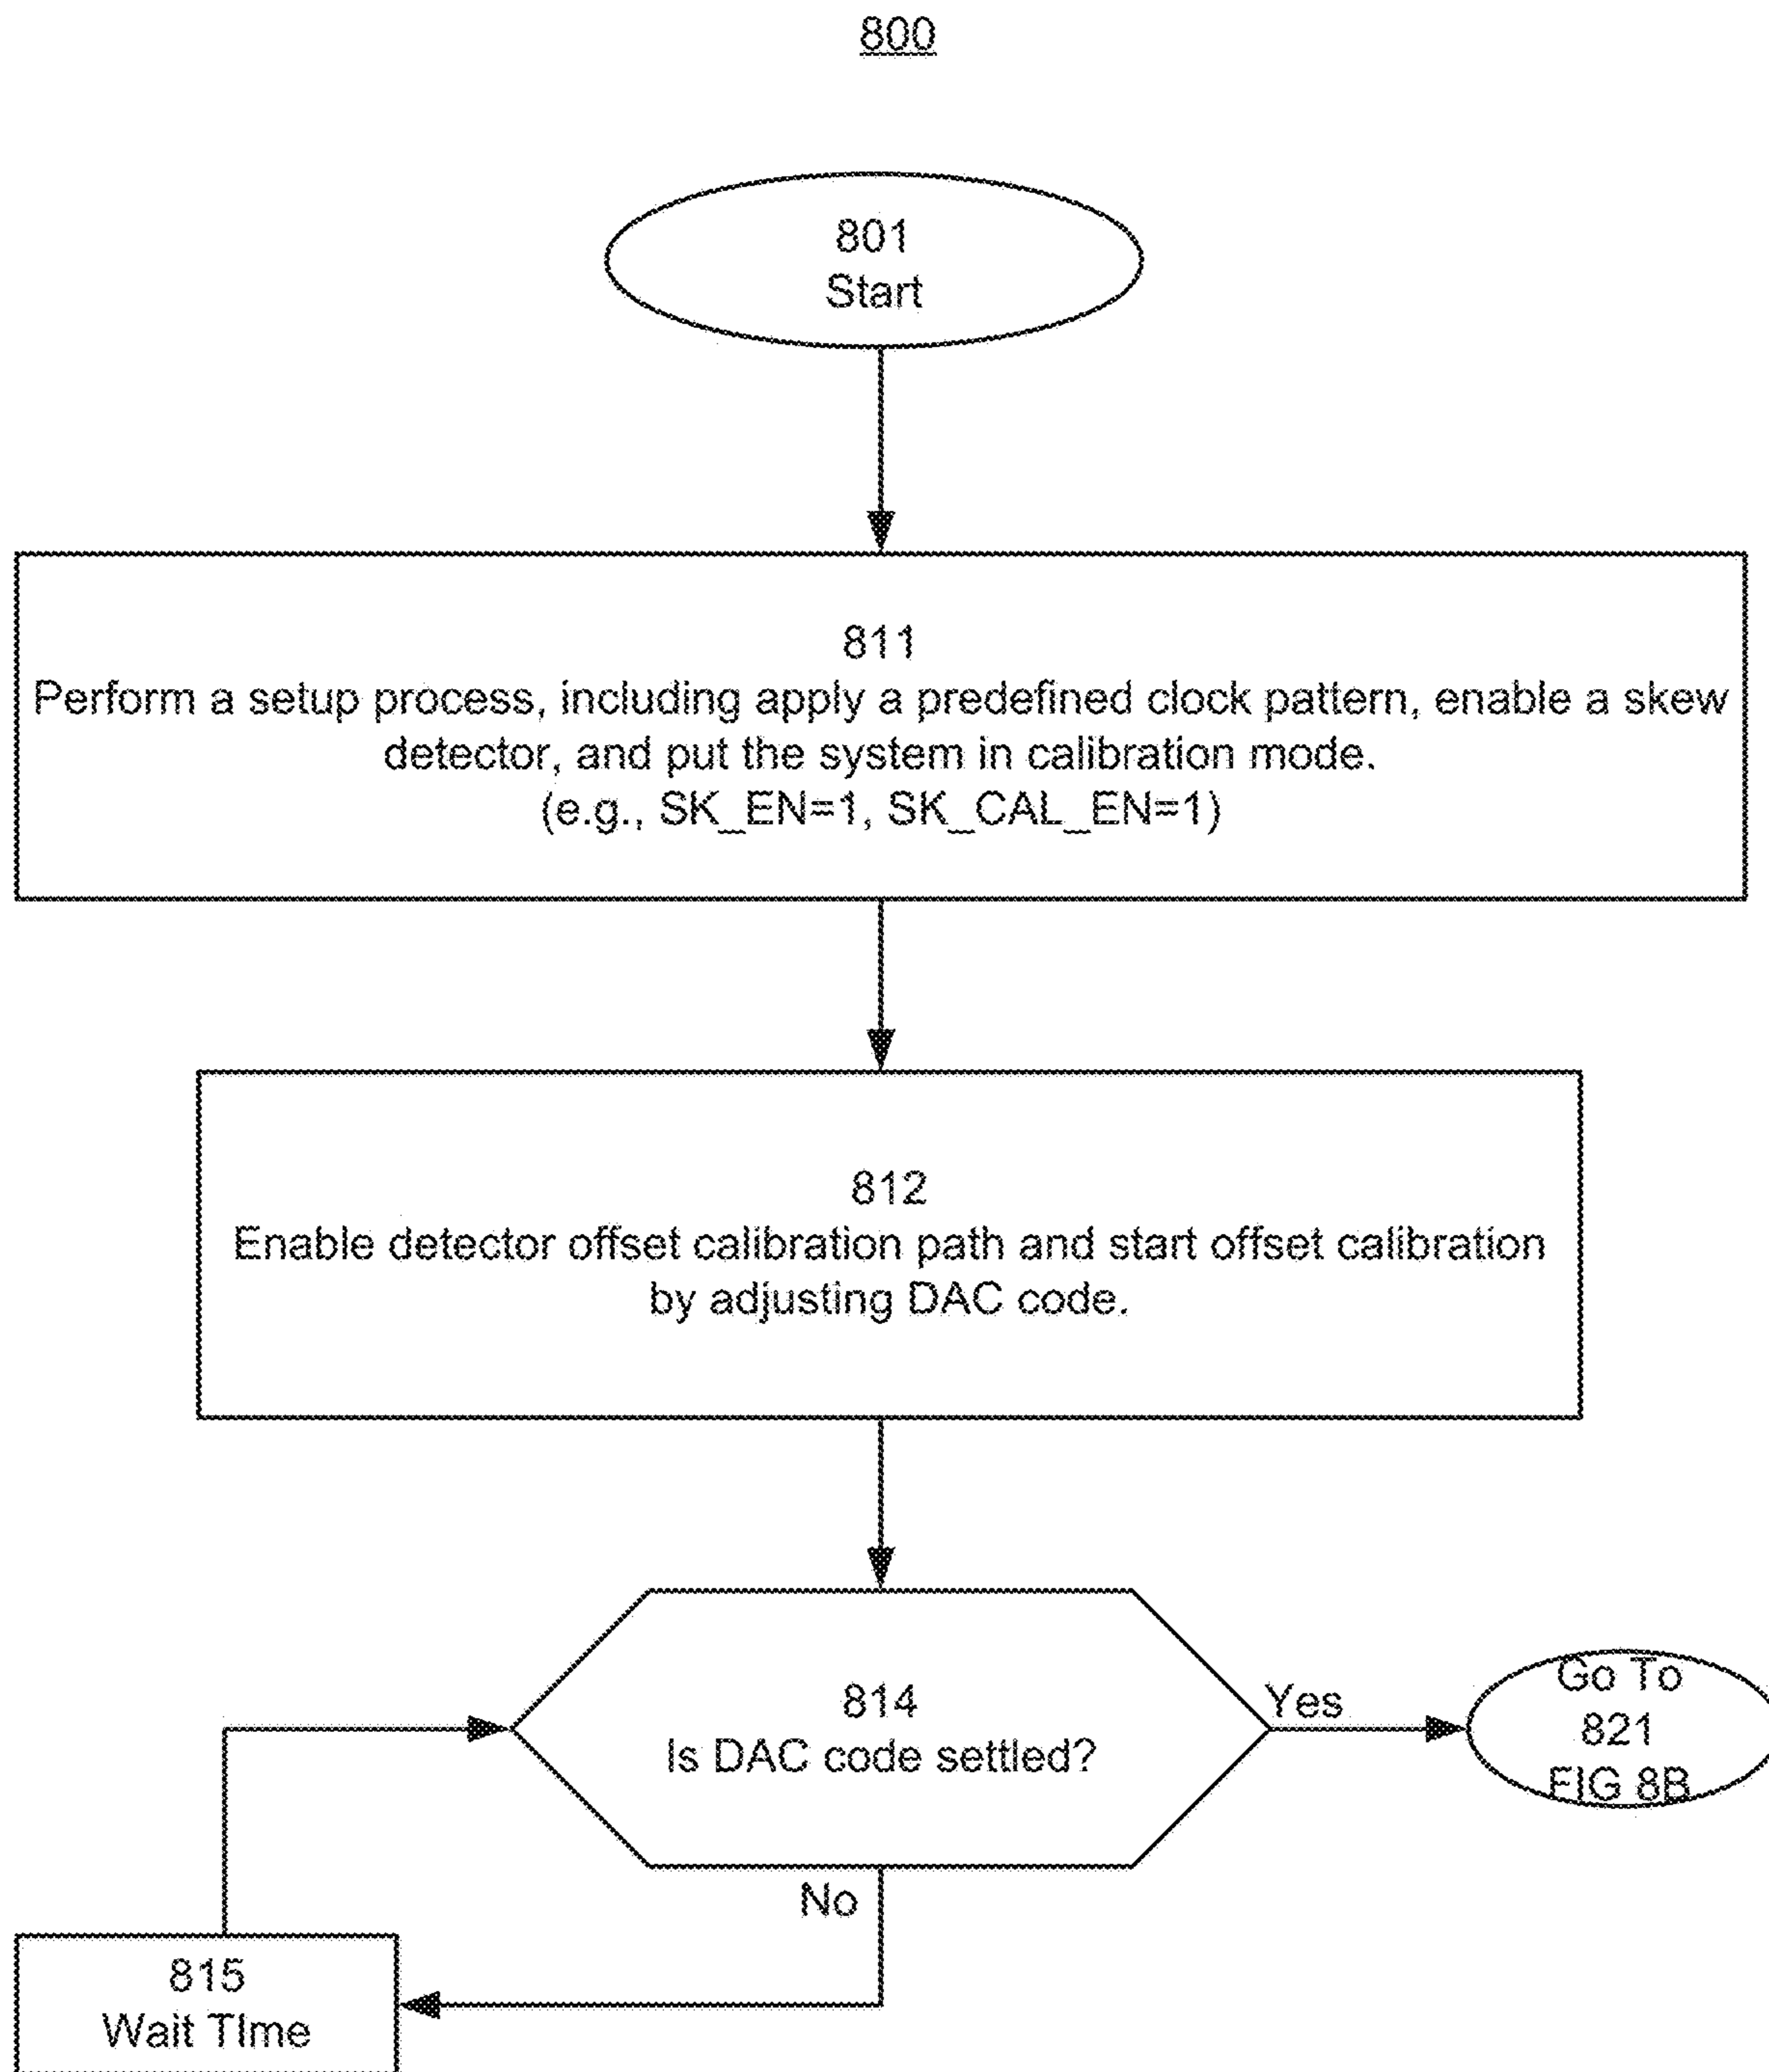 800
801
Start
811
Perform a setup process, including apply a predefined clock pattern, enable a skew
detector, and put the system in calibration mode.
(e.g., SK_EN=1, SK_CAL_EN=1)
812
Enable detector offset calibration path and start offset calibration
by adjusting DAC code.
814
Is DAC code settled?
Yes
Go To
821
FIG 8B
No
815
Wait TIme